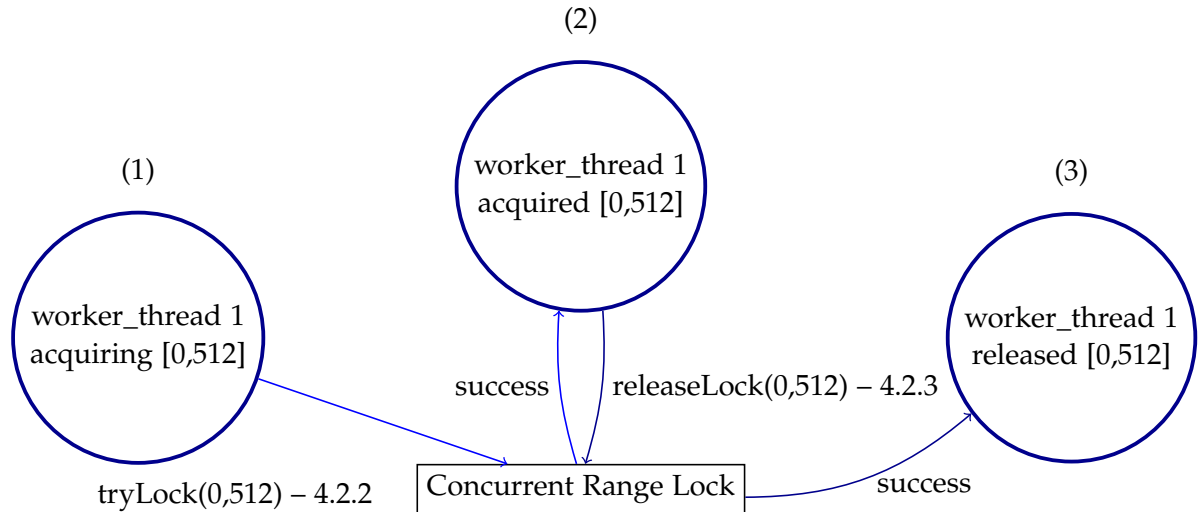 (1)
worker_thread 1
acquiring [0,512]
tryLock(0,512) – 4.2.2
(2)
worker_thread 1
acquired [0,512]
success
releaseLock(0,512) – 4.2.3
Concurrent Range Lock
success
(3)
worker_thread 1
released [0,512]